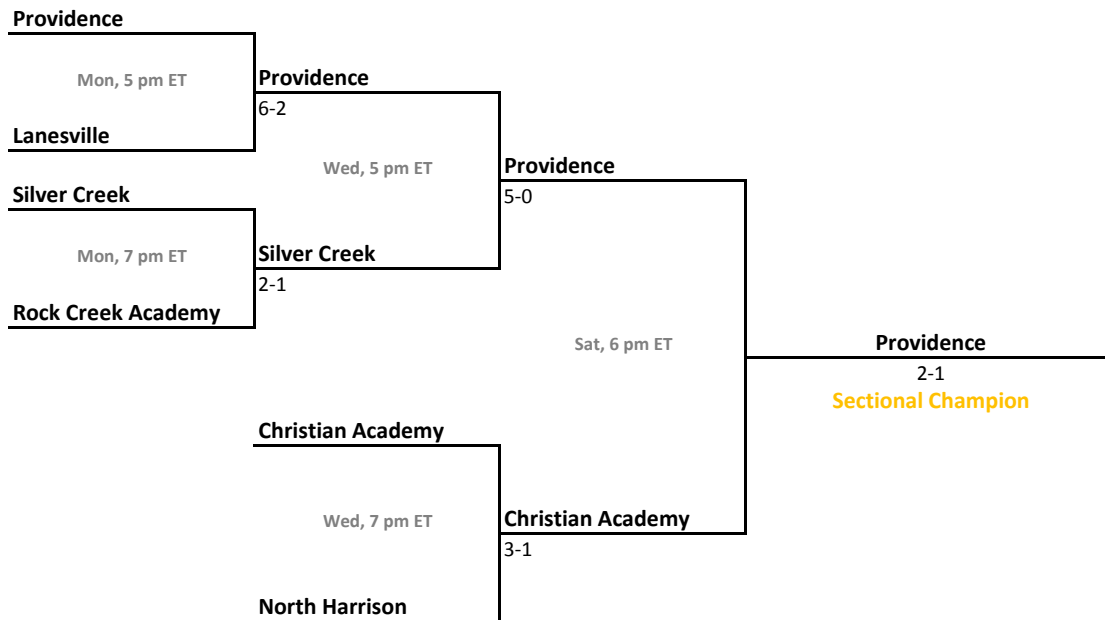 Providence
Mon, 5 pm ET
Providence
6-2
Lanesville
Wed, 5 pm ET
Providence
5-0
Silver Creek
Mon, 7 pm ET
Silver Creek
2-1
Rock Creek Academy
Sat, 6 pm ET
Providence
2-1
Sectional Champion
Christian Academy
Wed, 7 pm ET
Christian Academy
3-1
North Harrison